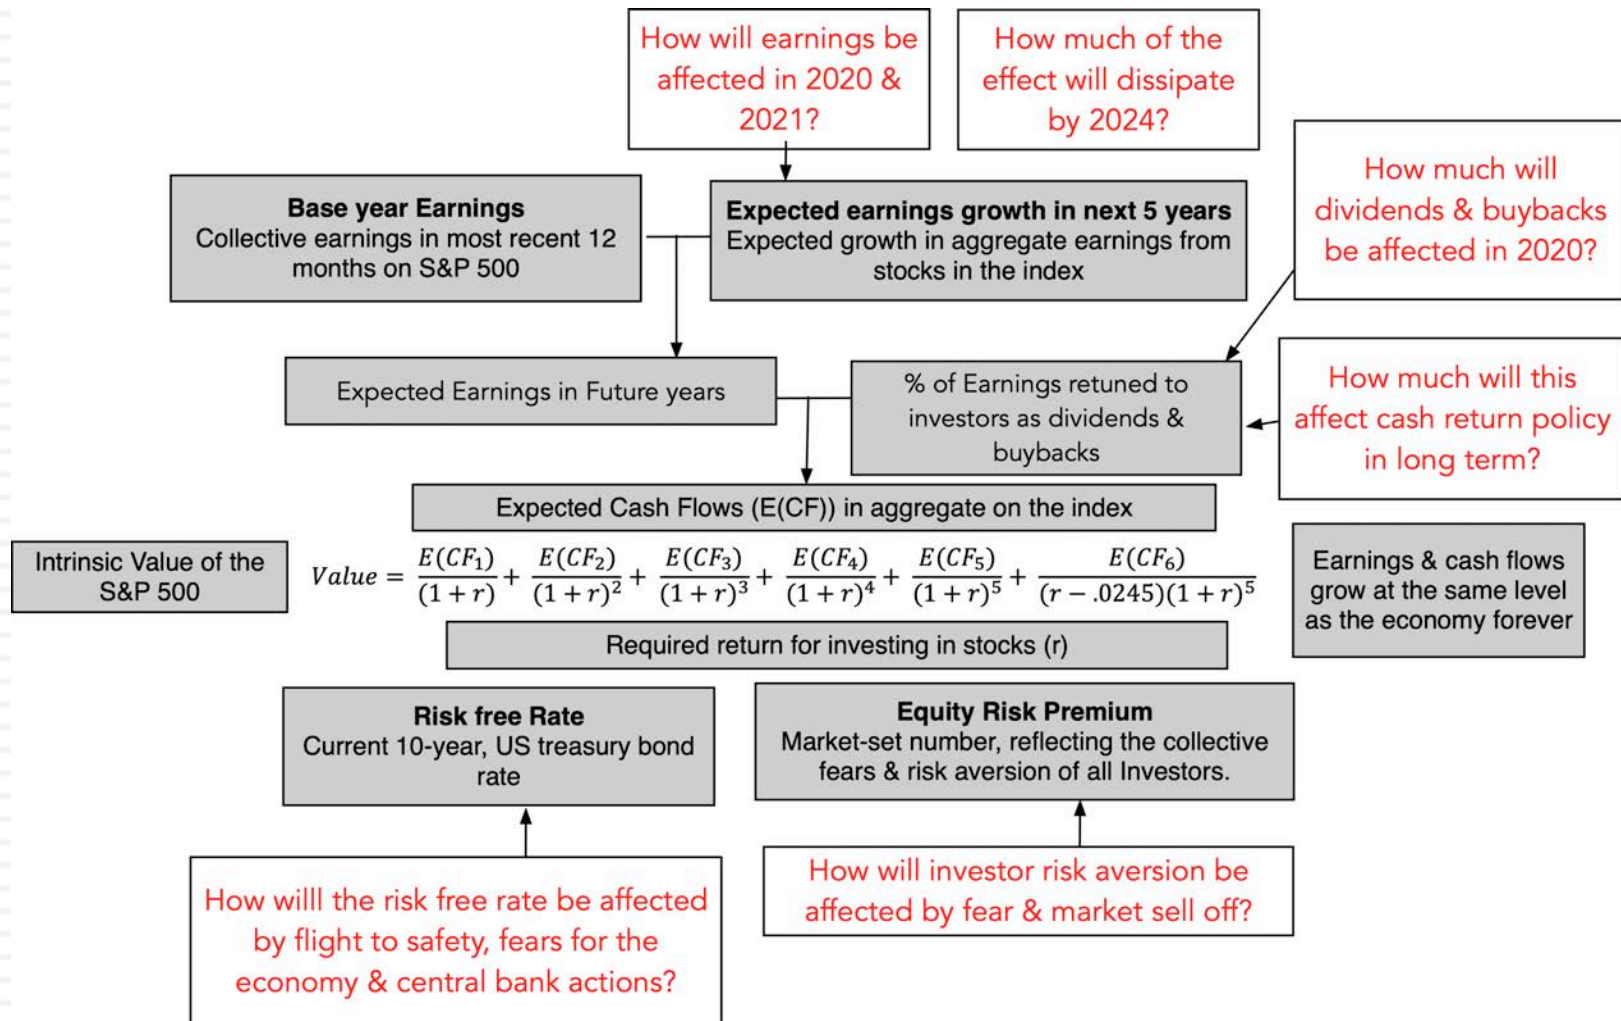 How will earnings be
affected in 2020 &
2021?
How much of the
effect will dissipate
by 2024?
How much will
dividends & buybacks
be affected in 2020?
Base year Earnings
Collective earnings in most recent 12
months on S&P 500
Expected earnings growth in next 5 years
Expected growth in aggregate earnings from
stocks in the index
Expected Earnings in Future years
% of Earnings retuned to
investors as dividends &
buybacks
How much will this
affect cash return policy
in long term?
Expected Cash Flows (E(CF)) in aggregate on the index
Intrinsic Value of the
S&P 500
Value = E(CF₁)/(1 + r) + E(CF₂)/(1 + r)² + E(CF₃)/(1 + r)³ + E(CF₄)/(1 + r)⁴ + E(CF₅)/(1 + r)⁵ + E(CF₆)/(r − .0245)(1 + r)⁵
Earnings & cash flows
grow at the same level
as the economy forever
Required return for investing in stocks (r)
Risk free Rate
Current 10-year, US treasury bond
rate
Equity Risk Premium
Market-set number, reflecting the collective
fears & risk aversion of all Investors.
How willl the risk free rate be affected
by flight to safety, fears for the
economy & central bank actions?
How will investor risk aversion be
affected by fear & market sell off?